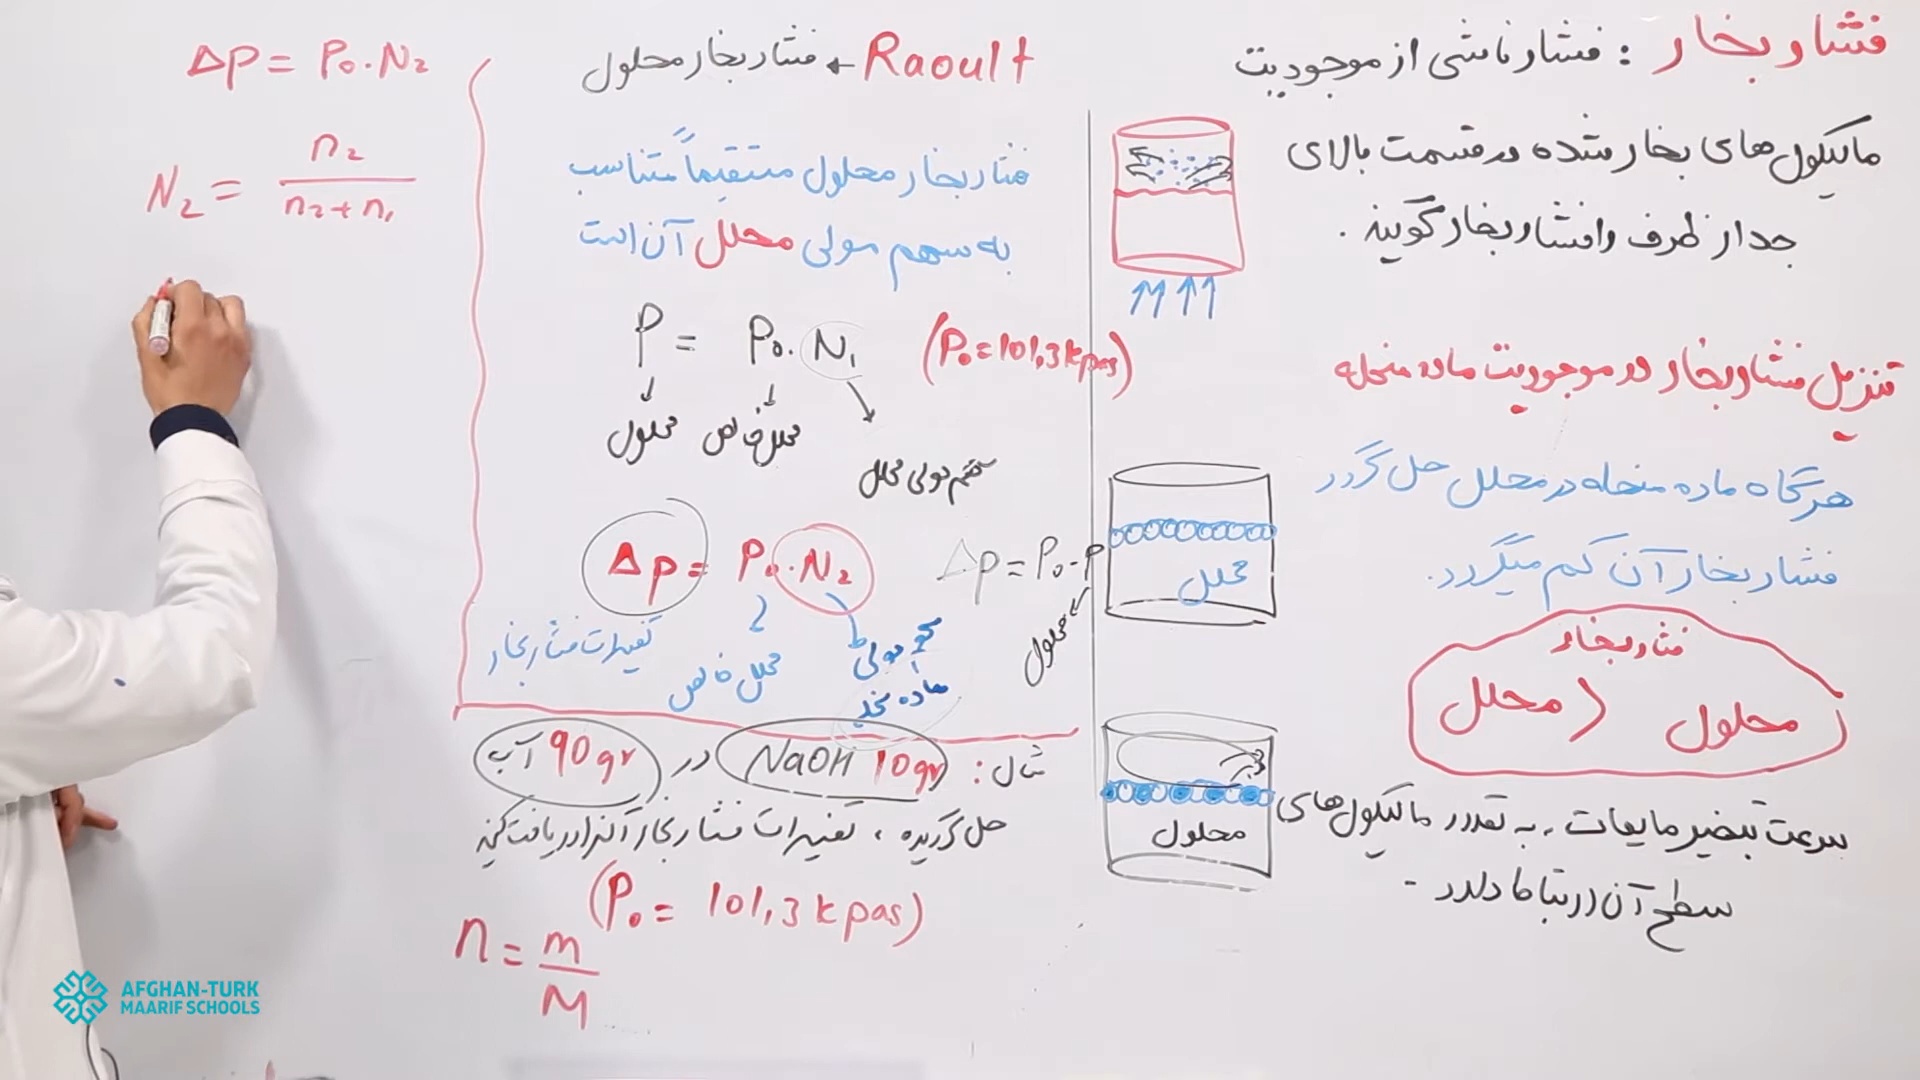 فشار بخار : فشار ناشی از موجودیت
مالیکول های بخار شده در قسمت بالای
جدار ظرف را فشار بخار گویند .
تنزیل فشار بخار در موجودیت ماده منحله
هرگاه ماده منحله در محلل حل گردد
فشار بخار آن کم میگردد.
فشار بخار
محلول < محلل
سرعت تبخیر مایعات ، به تعداد مالیکول های
سطح آن ارتباط دارد -
محلل
محلول
Raoult ← فشار بخار محلول
فشار بخار محلول مستقیماً متناسب
به سهم مولی محلل آن است
P = P₀. N₁ (P₀=101,3kpas)
محلول محلل خالص
سهم مولی محلل
ΔP = P₀. N₂ ΔP = P₀ - P
محلول
تغییرات فشار بخار محلل خالص
مولی
ماده
مثال : NaOH 10gr در 90gr آب
حل گردیده ، تغییرات فشار بخار آنرا دریافت کنید
(P₀ = 101,3 kpas)
n = m/M
ΔP = P₀. N₂
N₂ = n₂/(n₂ + n₁)
AFGHAN-TURK
MAARIF SCHOOLS